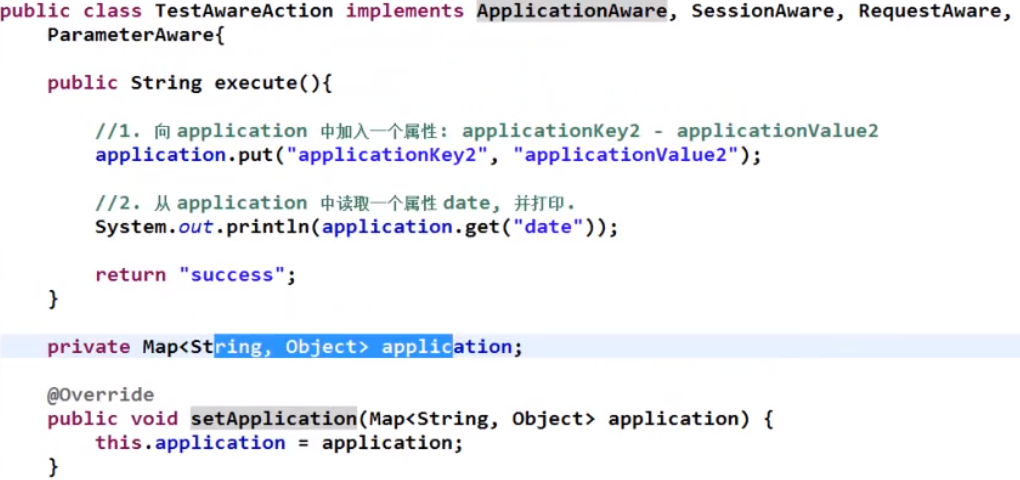 public class TestAwareAction implements ApplicationAware, SessionAware, RequestAware,
ParameterAware{
public String execute(){
//1. 向 application 中加入一个属性: applicationKey2 - applicationValue2
application.put("applicationKey2", "applicationValue2");
//2. 从 application 中读取一个属性 date, 并打印.
System.out.println(application.get("date"));
return "success";
}
private Map<String, Object> application;
@Override
public void setApplication(Map<String, Object> application) {
this.application = application;
}